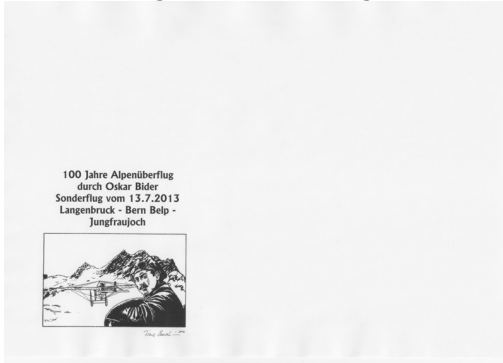 100 Jahre Alpenüberflug
durch Oskar Bider
Sonderflug vom 13.7.2013
Langenbruck - Bern Belp -
Jungfraujoch